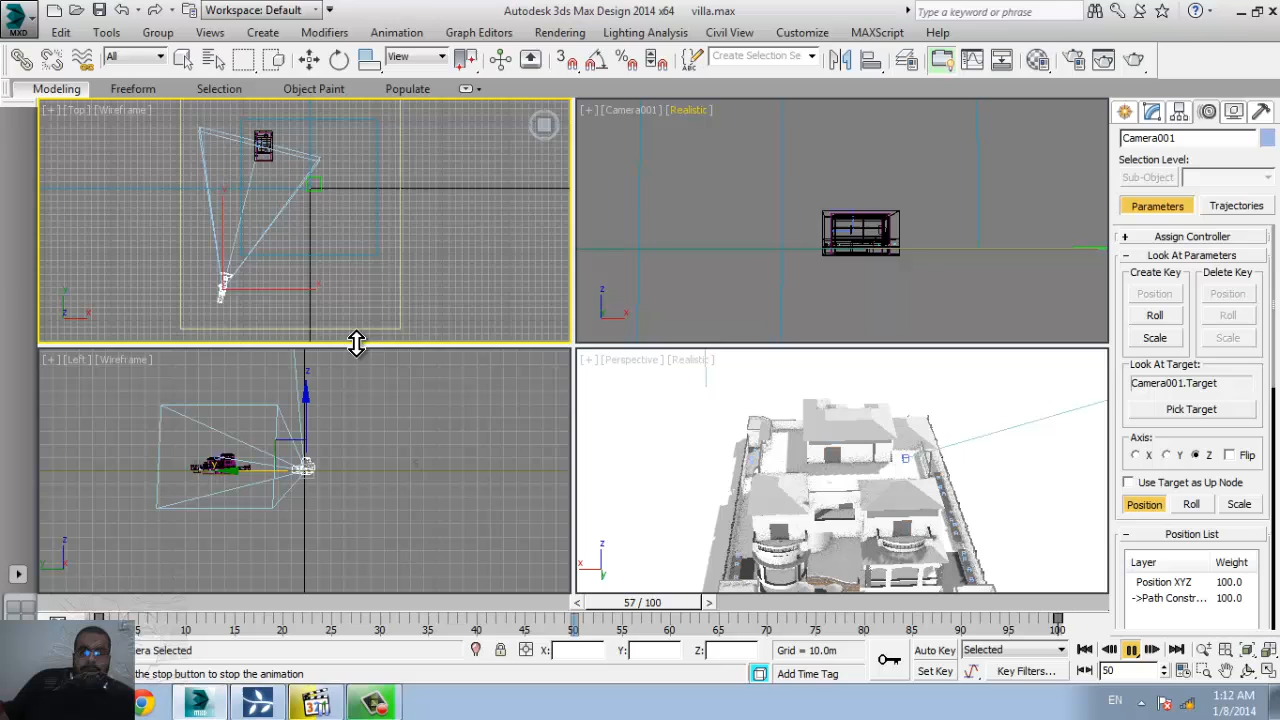 Workspace: Default
Autodesk 3ds Max Design 2014 x64 villa.max
Type a keyword or phrase
MXD
Edit Tools Group Views Create Modifiers Animation Graph Editors Rendering Lighting Analysis Civil View Customize MAXScript Help
All View 3 Create Selection Se
Modeling Freeform Selection Object Paint Populate
[+] [Top] [Wireframe]
[+] [Camera001] [Realistic]
Camera001
Selection Level:
Sub-Object
Parameters Trajectories
+ Assign Controller
- Look At Parameters
Create Key Delete Key
Position Position
Roll Roll
Scale Scale
Look At Target:
Camera001.Target
Pick Target
Axis:
X Y Z Flip
Use Target as Up Node
Position Roll Scale
- Position List
Layer Weight
Position XYZ 100.0
->Path Constr... 100.0
[+] [Left] [Wireframe]
[+] [Perspective] [Realistic]
< 57 / 100 >
5 10 15 20 25 30 35 40 45 50 55 60 65 70 75 80 85 90 95 100
era Selected X: Y: Z: Grid = 10.0m Auto Key Selected
the stop button to stop the animation Add Time Tag Set Key Key Filters... 50
EN 1:12 AM
1/8/2014